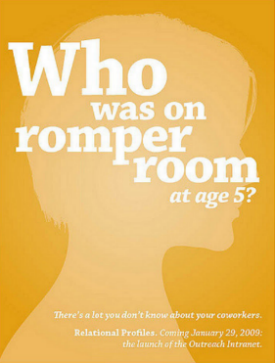 Who
was on
romper
room
at age 5?
There's a lot you don't know about your coworkers.
Relational Profiles. Coming January 29, 2009:
the launch of the Outreach Intranet.